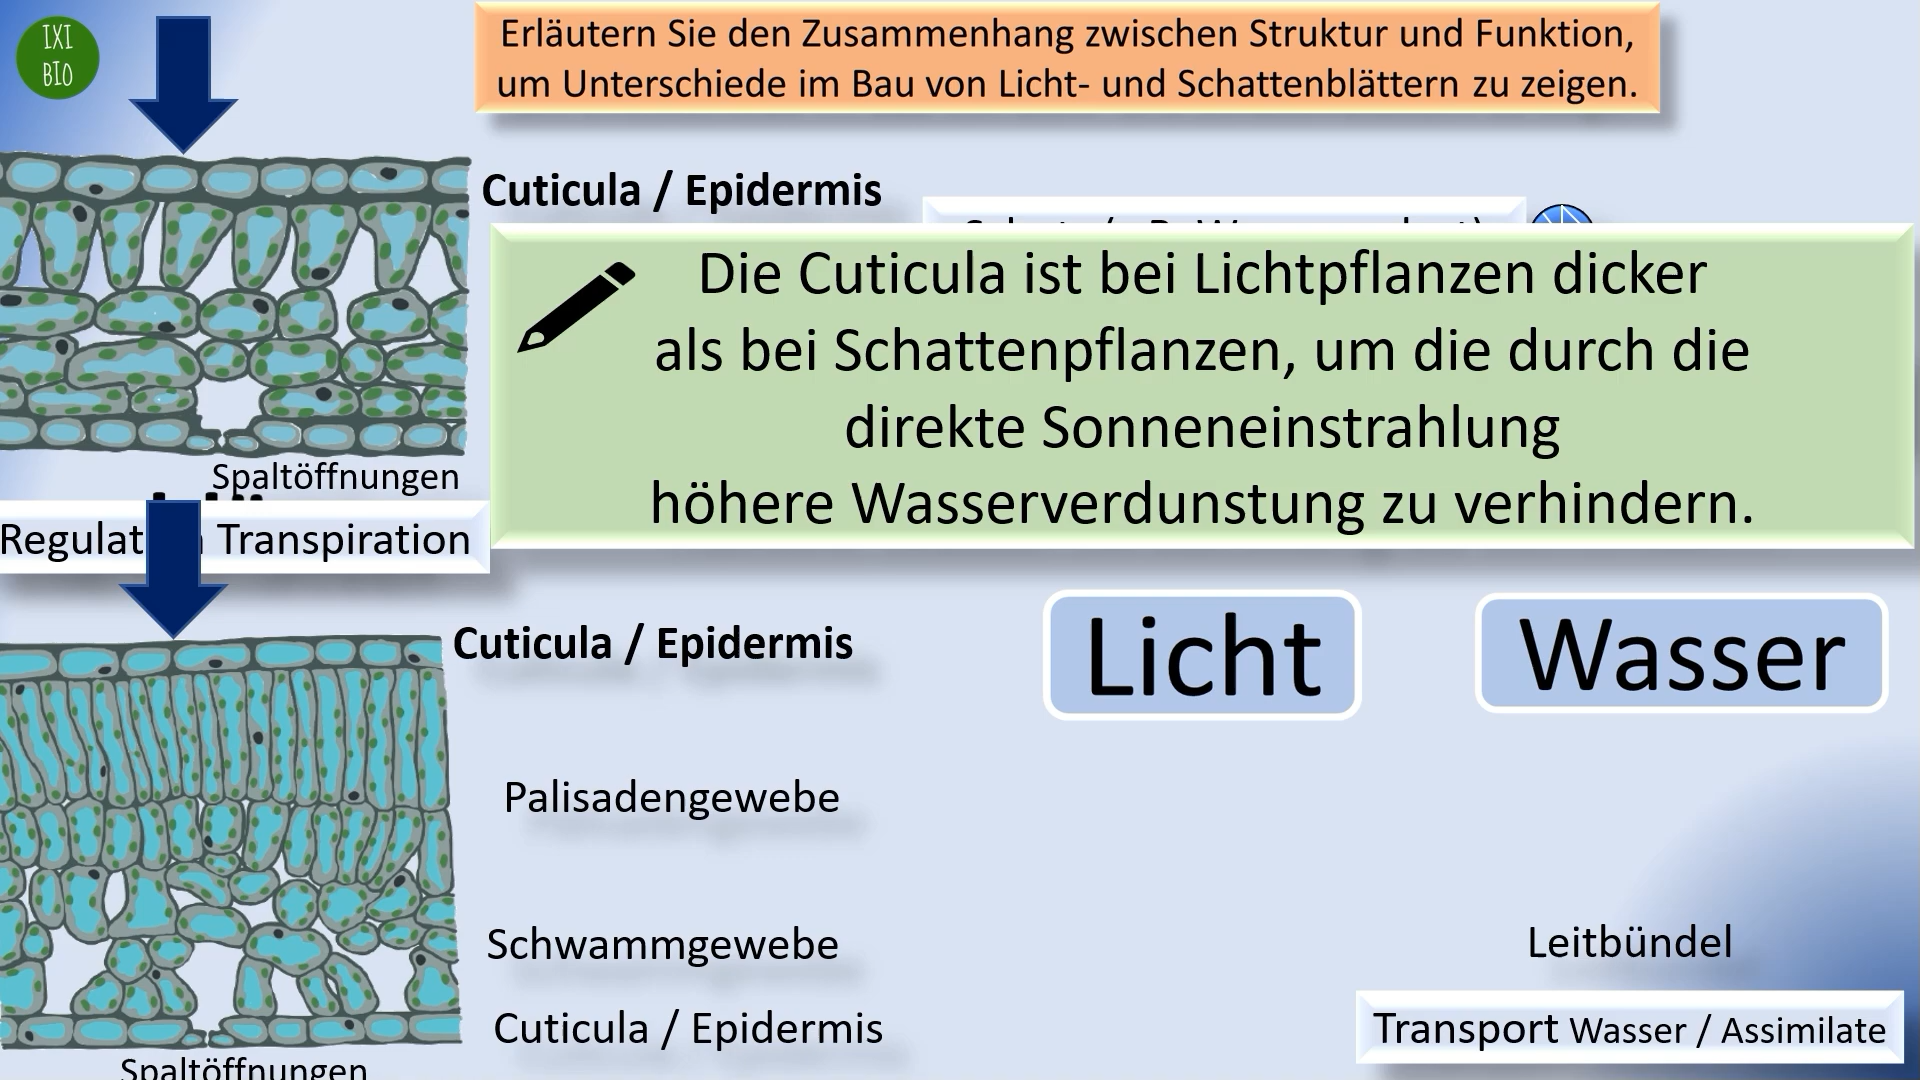 IXI
BIO
Erläutern Sie den Zusammenhang zwischen Struktur und Funktion,
um Unterschiede im Bau von Licht- und Schattenblättern zu zeigen.
Cuticula / Epidermis
Die Cuticula ist bei Lichtpflanzen dicker
als bei Schattenpflanzen, um die durch die
direkte Sonneneinstrahlung
höhere Wasserverdunstung zu verhindern.
Spaltöffnungen
Transpiration
Cuticula / Epidermis
Licht
Wasser
Palisadengewebe
Schwammgewebe
Leitbündel
Cuticula / Epidermis
Transport Wasser / Assimilate
Spaltöffnungen